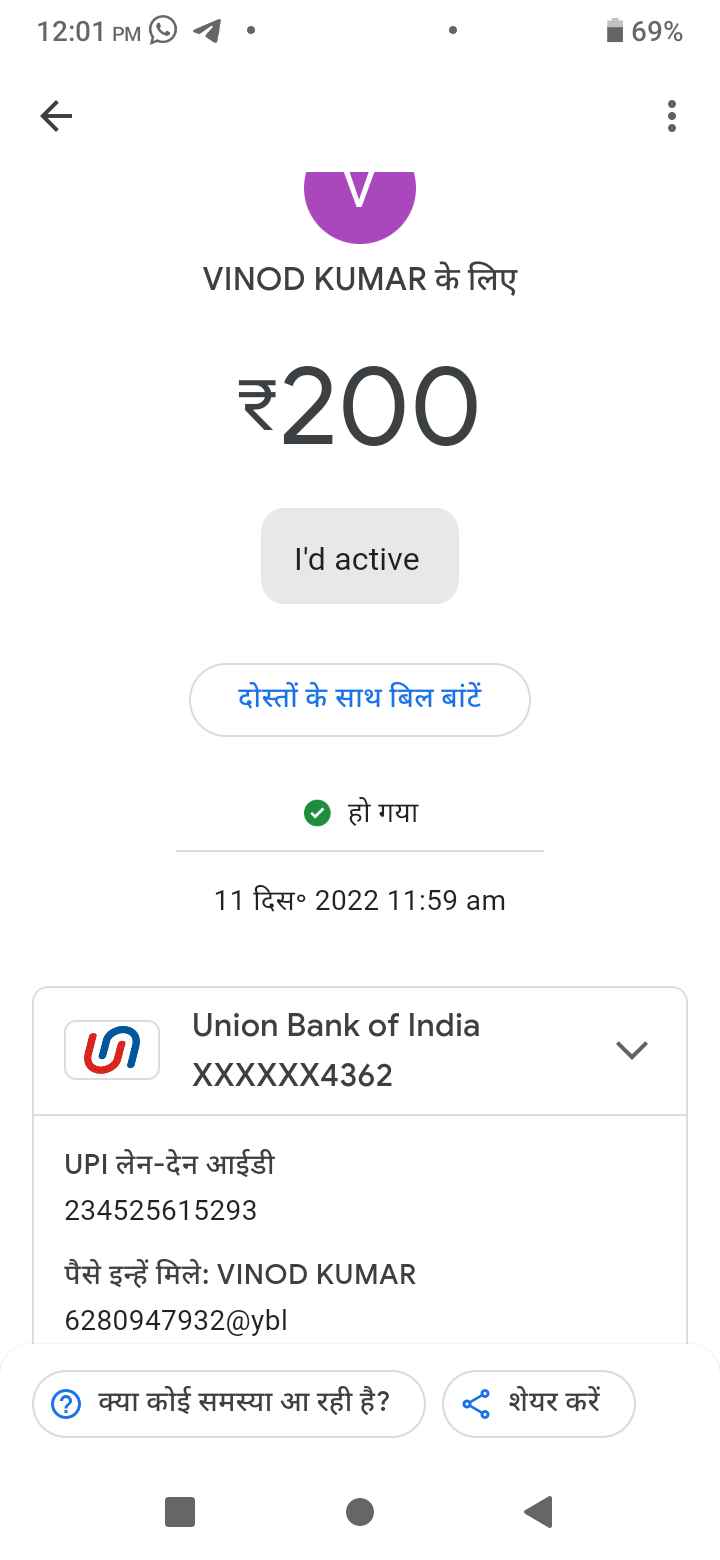 12:01 PM
69%
V
VINOD KUMAR के लिए
₹200
I'd active
दोस्तों के साथ बिल बांटें
हो गया
11 दिस॰ 2022 11:59 am
Union Bank of India
XXXXXX4362
UPI लेन-देन आईडी
234525615293
पैसे इन्हें मिले: VINOD KUMAR
6280947932@ybl
क्या कोई समस्या आ रही है?
शेयर करें